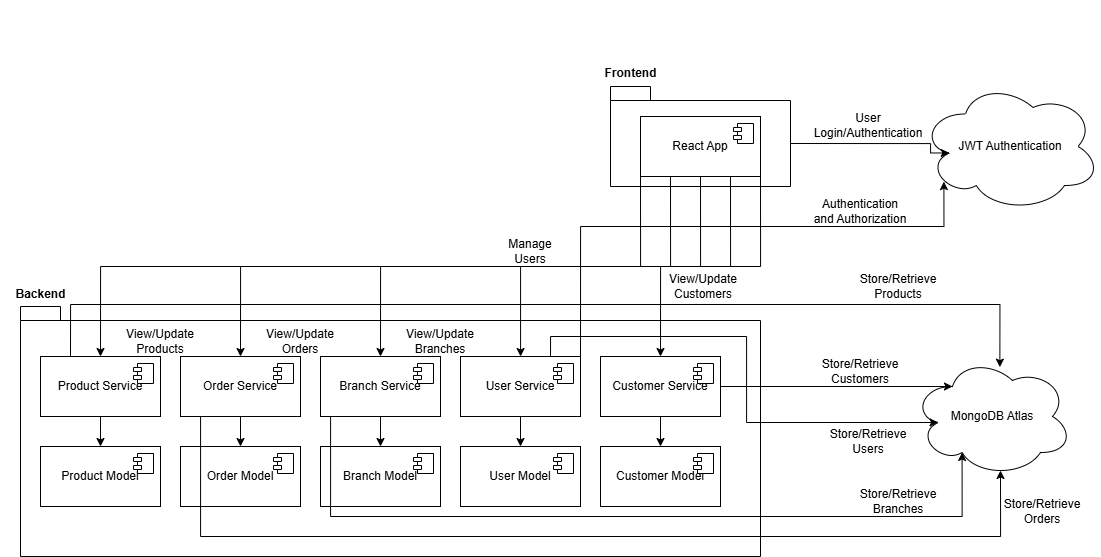 Frontend
React App
User
Login/Authentication
JWT Authentication
Authentication
and Authorization
Manage
Users
View/Update
Customers
Store/Retrieve
Products
Backend
View/Update
Products
View/Update
Orders
View/Update
Branches
Product Service
Order Service
Branch Service
User Service
Customer Service
Store/Retrieve
Customers
MongoDB Atlas
Store/Retrieve
Users
Product Model
Order Model
Branch Model
User Model
Customer Model
Store/Retrieve
Branches
Store/Retrieve
Orders